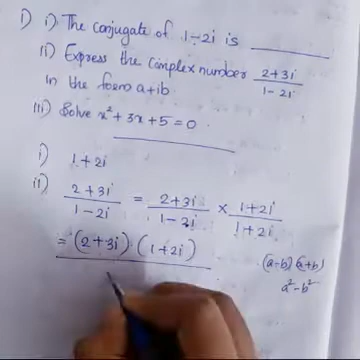 1) i) The conjugate of 1-2i is ________
ii) Express the complex number (2+3i)/(1-2i)
in the form a+ib
iii) Solve x²+3x+5=0.
i) 1+2i
ii) (2+3i)/(1-2i) = (2+3i)/(1-2i) × (1+2i)/(1+2i)
= (2+3i)·(1+2i)
(a-b)(a+b)
a²-b²